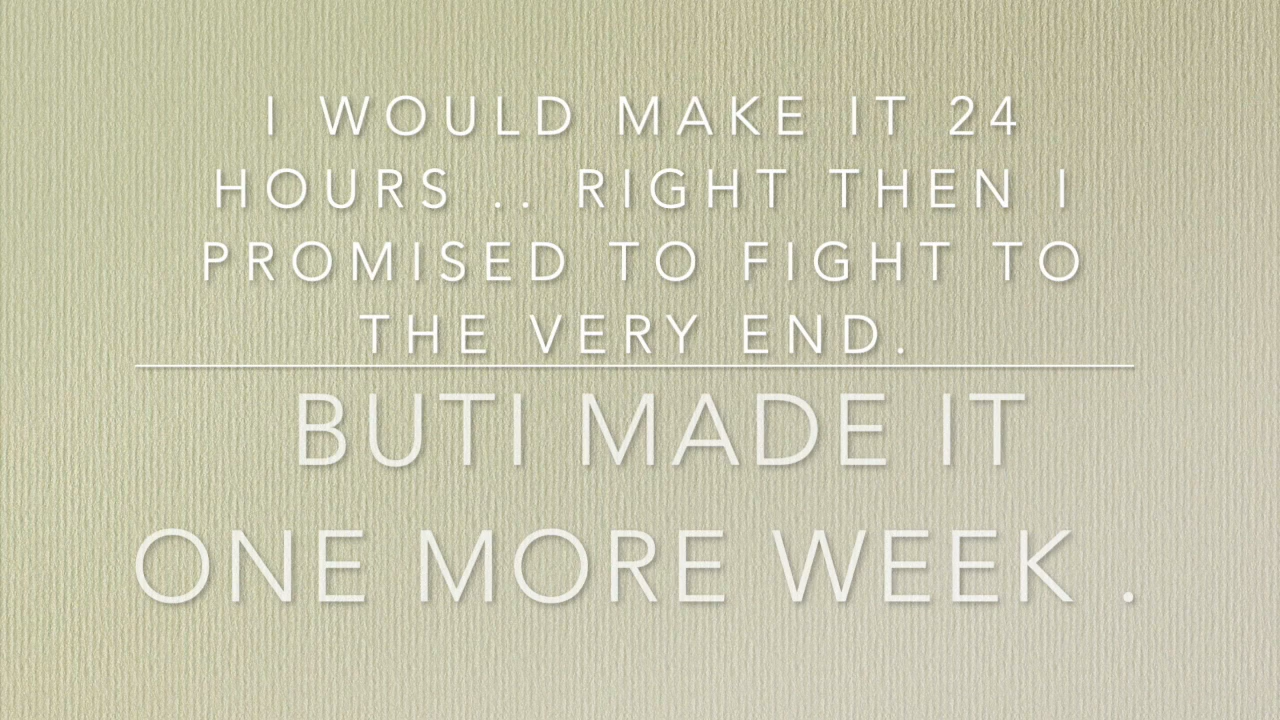 I WOULD MAKE IT 24
HOURS .. RIGHT THEN I
PROMISED TO FIGHT TO
THE VERY END.
BUTI MADE IT
ONE MORE WEEK .